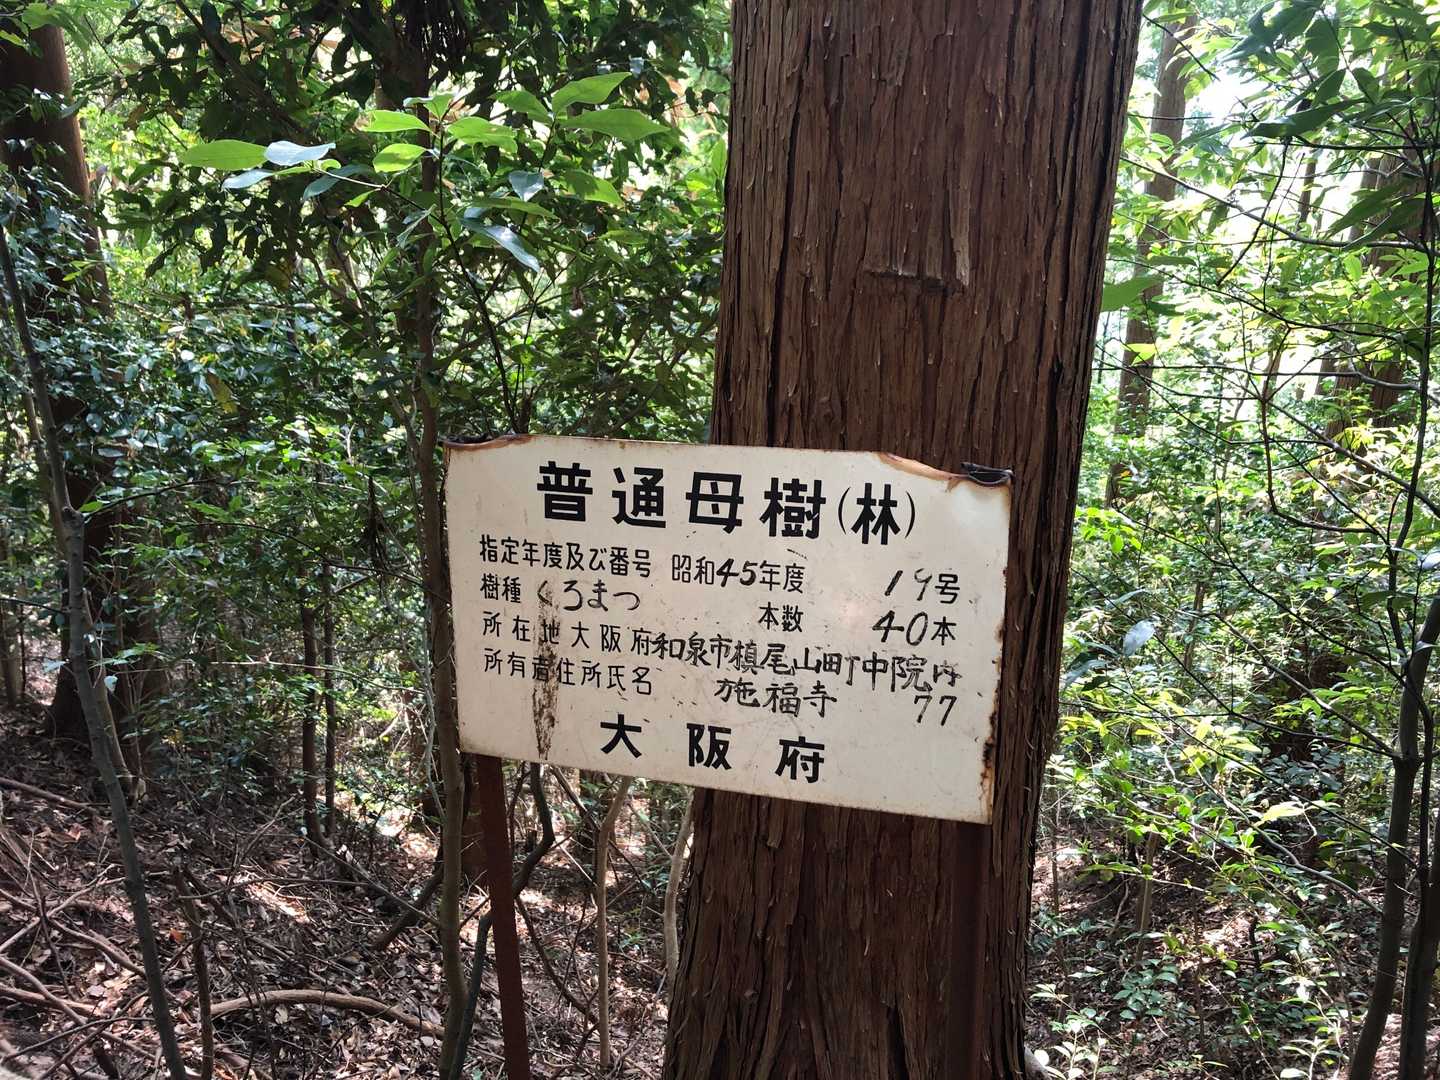 普通母樹(林)
指定年度及び番号 昭和45年度 19号
樹種 くろまつ 本数 40本
所在地 大阪府和泉市槙尾山町中院内
所有者住所氏名 施福寺 77
大阪府